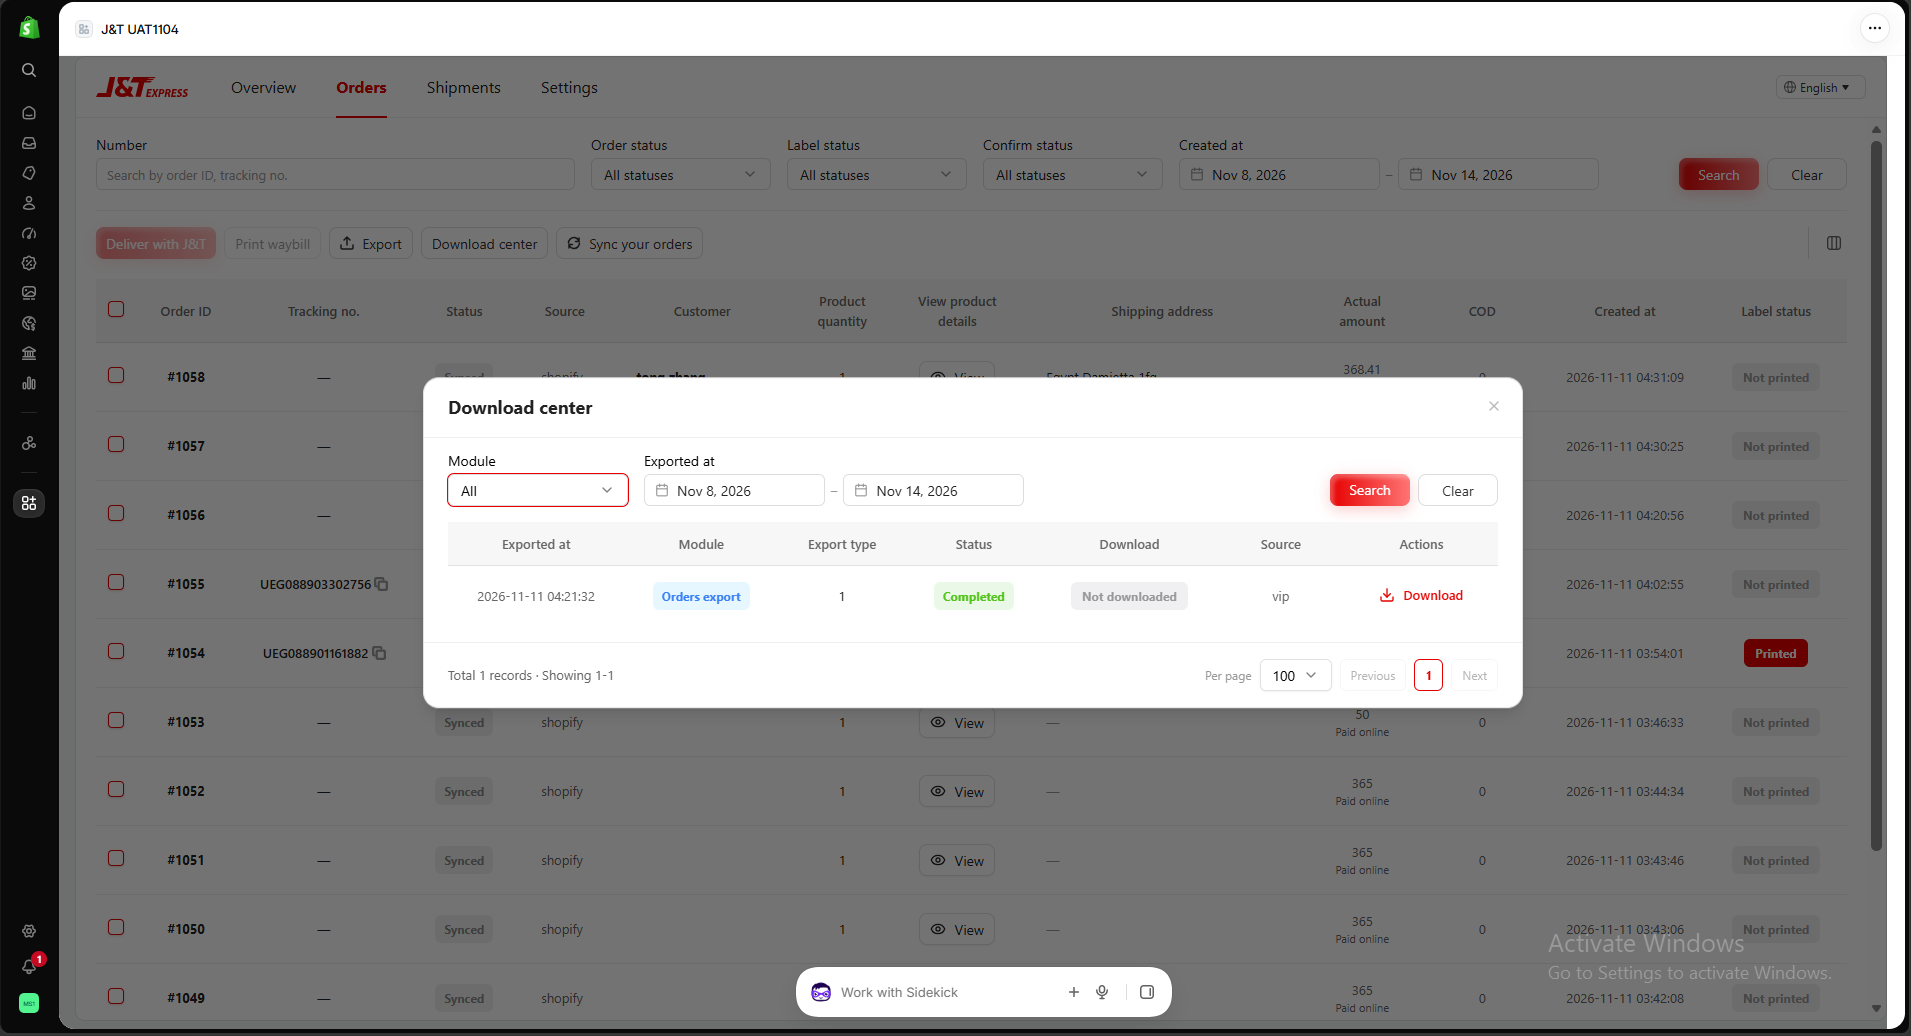 J&T UAT1104
J&T EXPRESS
Overview
Orders
Shipments
Settings
English
Number
Order status
Label status
Confirm status
Created at
Search by order ID, tracking no.
All statuses
All statuses
All statuses
Nov 8, 2026
–
Nov 14, 2026
Search
Clear
Deliver with J&T
Print waybill
Export
Download center
Sync your orders
Order ID
Tracking no.
Status
Source
Customer
Product quantity
View product details
Shipping address
Actual amount
COD
Created at
Label status
#1058 — Synced shopify tong zhang 1 View Egypt Damietta 1fg 368.41 0 2026-11-11 04:31:09 Not printed
#1057 — 2026-11-11 04:30:25 Not printed
#1056 — 2026-11-11 04:20:56 Not printed
#1055 UEG088903302756 2026-11-11 04:02:55 Not printed
#1054 UEG088901161882 2026-11-11 03:54:01 Printed
Download center
Module
Exported at
All
Nov 8, 2026
–
Nov 14, 2026
Search
Clear
Exported at
Module
Export type
Status
Download
Source
Actions
2026-11-11 04:21:32
Orders export
1
Completed
Not downloaded
vip
Download
Total 1 records · Showing 1-1
Per page
100
Previous
1
Next
#1053 — Synced shopify 1 View — 50 Paid online 0 2026-11-11 03:46:33 Not printed
#1052 — Synced shopify 1 View — 365 Paid online 0 2026-11-11 03:44:34 Not printed
#1051 — Synced shopify 1 View — 365 Paid online 0 2026-11-11 03:43:46 Not printed
#1050 — Synced shopify 1 View — 365 Paid online 0 2026-11-11 03:43:06 Not printed
#1049 — Synced shopify 365 Paid online 0 2026-11-11 03:42:08 Not printed
Activate Windows
Go to Settings to activate Windows.
Work with Sidekick
1
MST